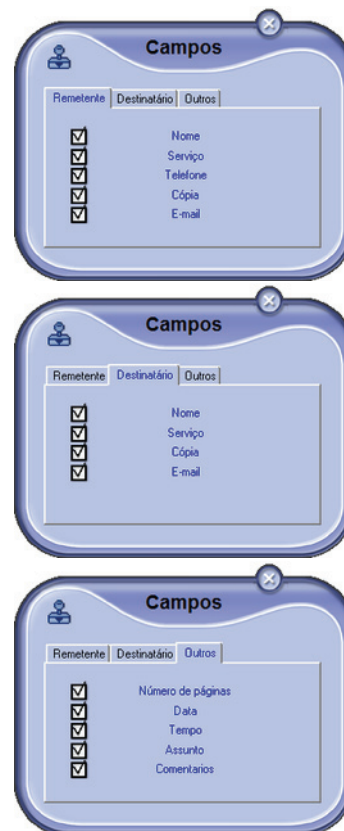 Campos
Remetente Destinatário Outros
Nome
Serviço
Telefone
Cópia
E-mail
Campos
Remetente Destinatário Outros
Nome
Serviço
Cópia
E-mail
Campos
Remetente Destinatário Outros
Número de páginas
Data
Tempo
Assunto
Comentarios